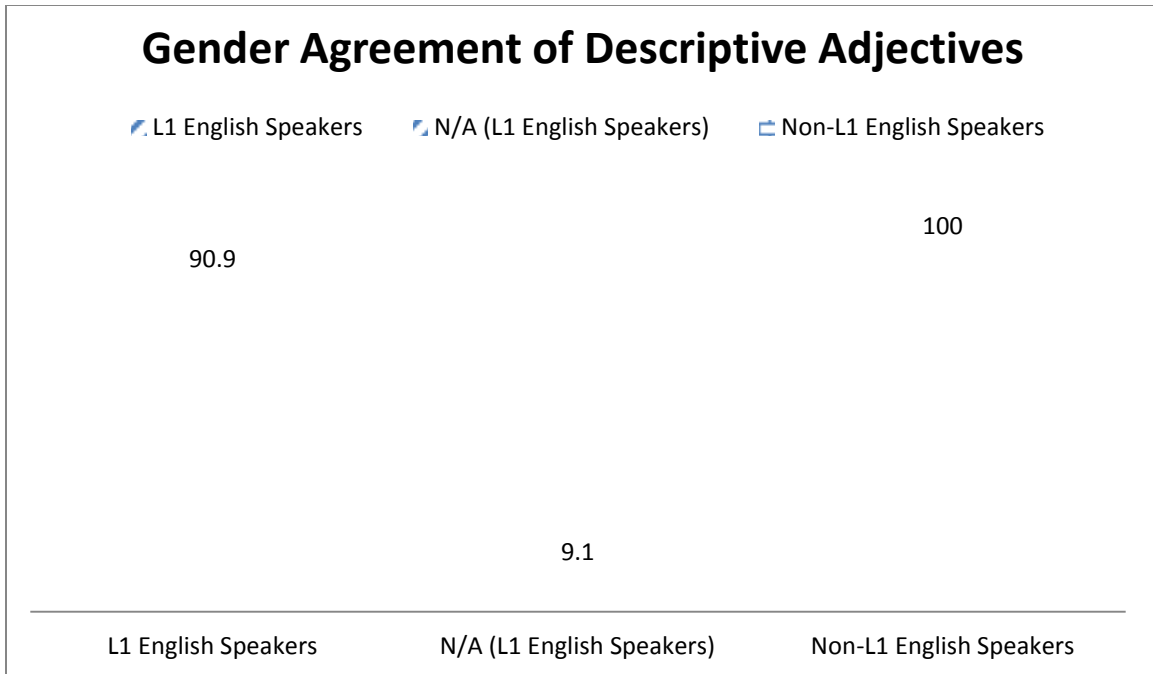 Gender Agreement of Descriptive Adjectives
L1 English Speakers N/A (L1 English Speakers) Non-L1 English Speakers
100
90.9
9.1
L1 English Speakers N/A (L1 English Speakers) Non-L1 English Speakers